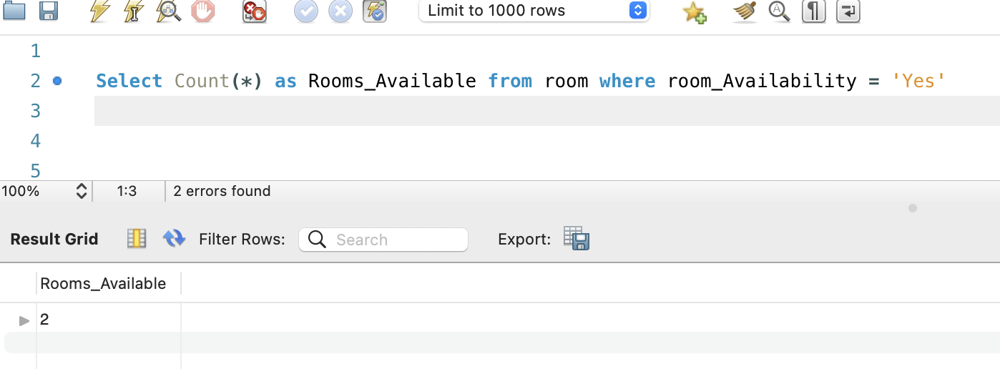 Limit to 1000 rows
1
2 Select Count(*) as Rooms_Available from room where room_Availability = 'Yes'
3
4
5
100% 1:3 2 errors found
Result Grid Filter Rows: Search Export:
Rooms_Available
2